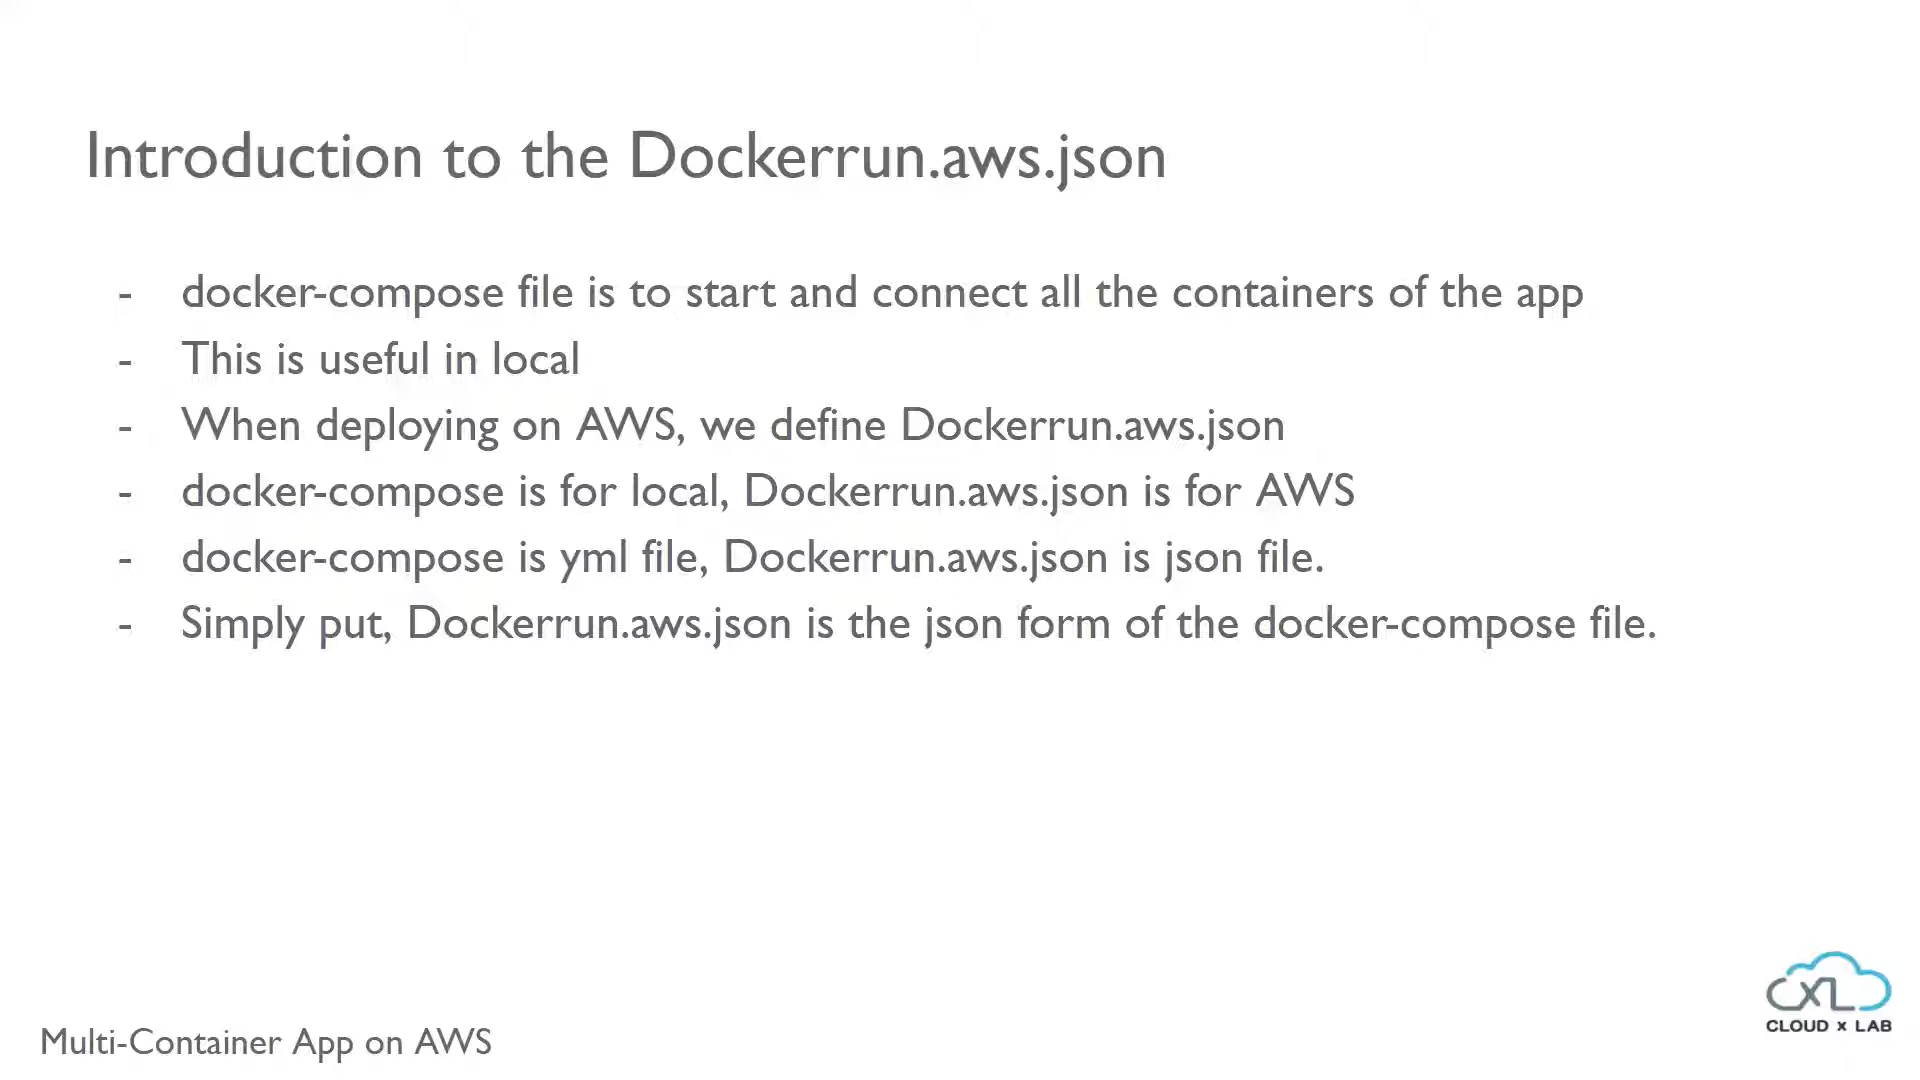 Introduction to the Dockerrun.aws.json
- docker-compose file is to start and connect all the containers of the app
- This is useful in local
- When deploying on AWS, we define Dockerrun.aws.json
- docker-compose is for local, Dockerrun.aws.json is for AWS
- docker-compose is yml file, Dockerrun.aws.json is json file.
- Simply put, Dockerrun.aws.json is the json form of the docker-compose file.
CXL
CLOUD x LAB
Multi-Container App on AWS